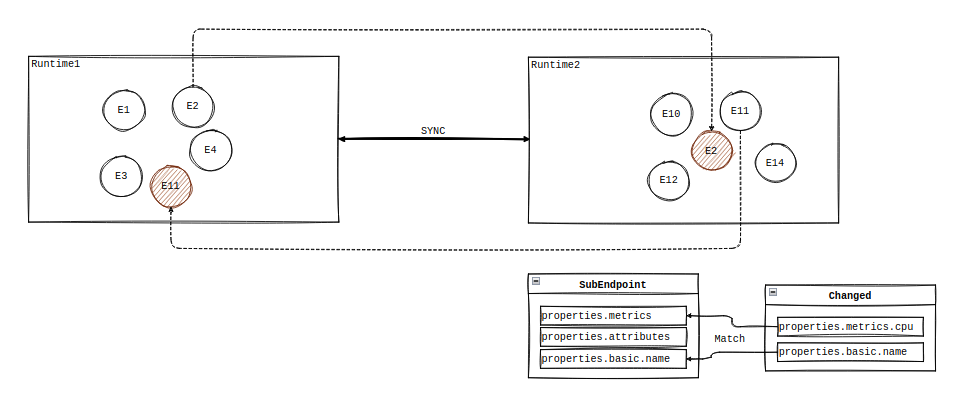 Runtime1
E1
E2
E4
E3
E11
SYNC
Runtime2
E10
E11
E2
E14
E12
SubEndpoint
properties.metrics
properties.attributes
properties.basic.name
Match
Changed
properties.metrics.cpu
properties.basic.name